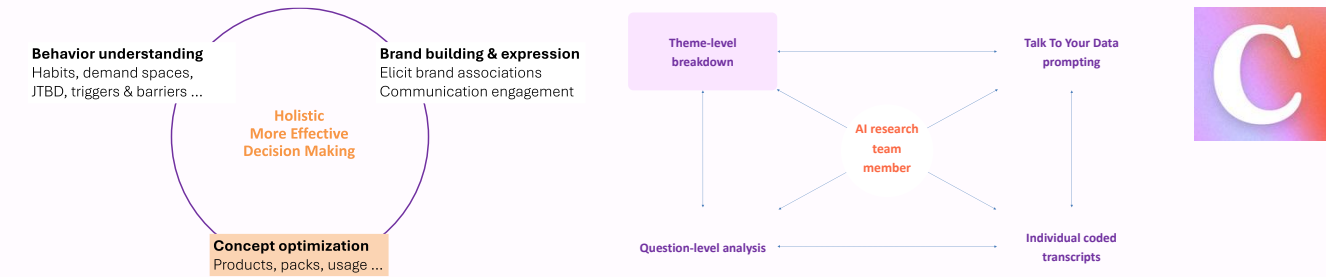 Behavior understanding
Habits, demand spaces,
JTBD, triggers & barriers ...
Brand building & expression
Elicit brand associations
Communication engagement
Holistic
More Effective
Decision Making
Concept optimization
Products, packs, usage ...
Theme-level
breakdown
Talk To Your Data
prompting
AI research
team
member
Question-level analysis
Individual coded
transcripts
C